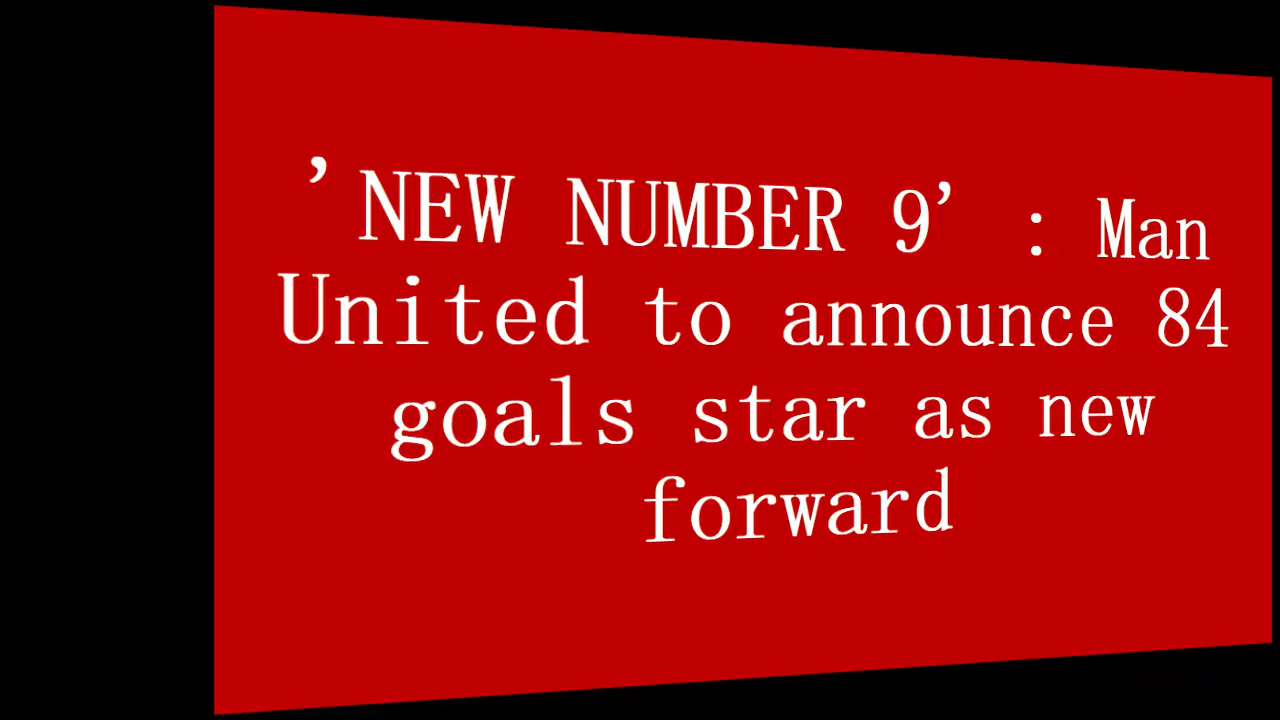 ’NEW NUMBER 9’ : Man
United to announce 84
goals star as new
forward